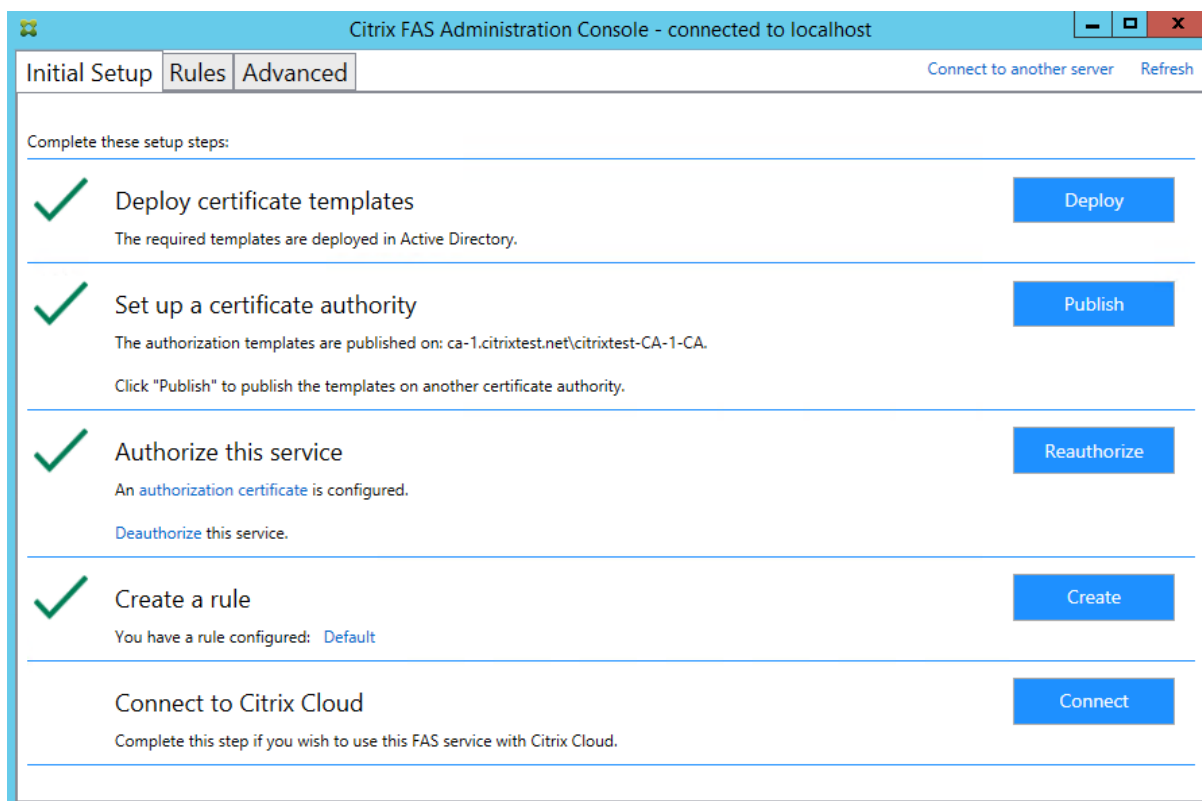 Citrix FAS Administration Console - connected to localhost
Initial Setup Rules Advanced Connect to another server Refresh
Complete these setup steps:
Deploy certificate templates Deploy
The required templates are deployed in Active Directory.
Set up a certificate authority Publish
The authorization templates are published on: ca-1.citrixtest.net\citrixtest-CA-1-CA.
Click "Publish" to publish the templates on another certificate authority.
Authorize this service Reauthorize
An authorization certificate is configured.
Deauthorize this service.
Create a rule Create
You have a rule configured: Default
Connect to Citrix Cloud Connect
Complete this step if you wish to use this FAS service with Citrix Cloud.